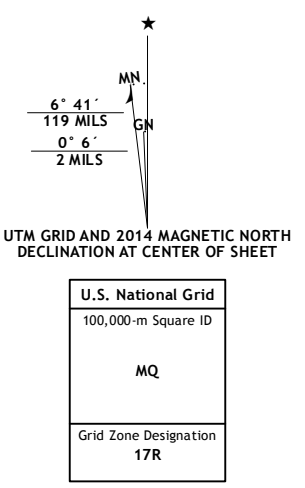 ★
MN
6° 41´
119 MILS
GN
0° 6´
2 MILS
UTM GRID AND 2014 MAGNETIC NORTH
DECLINATION AT CENTER OF SHEET
U.S. National Grid
100,000-m Square ID
MQ
Grid Zone Designation
17R